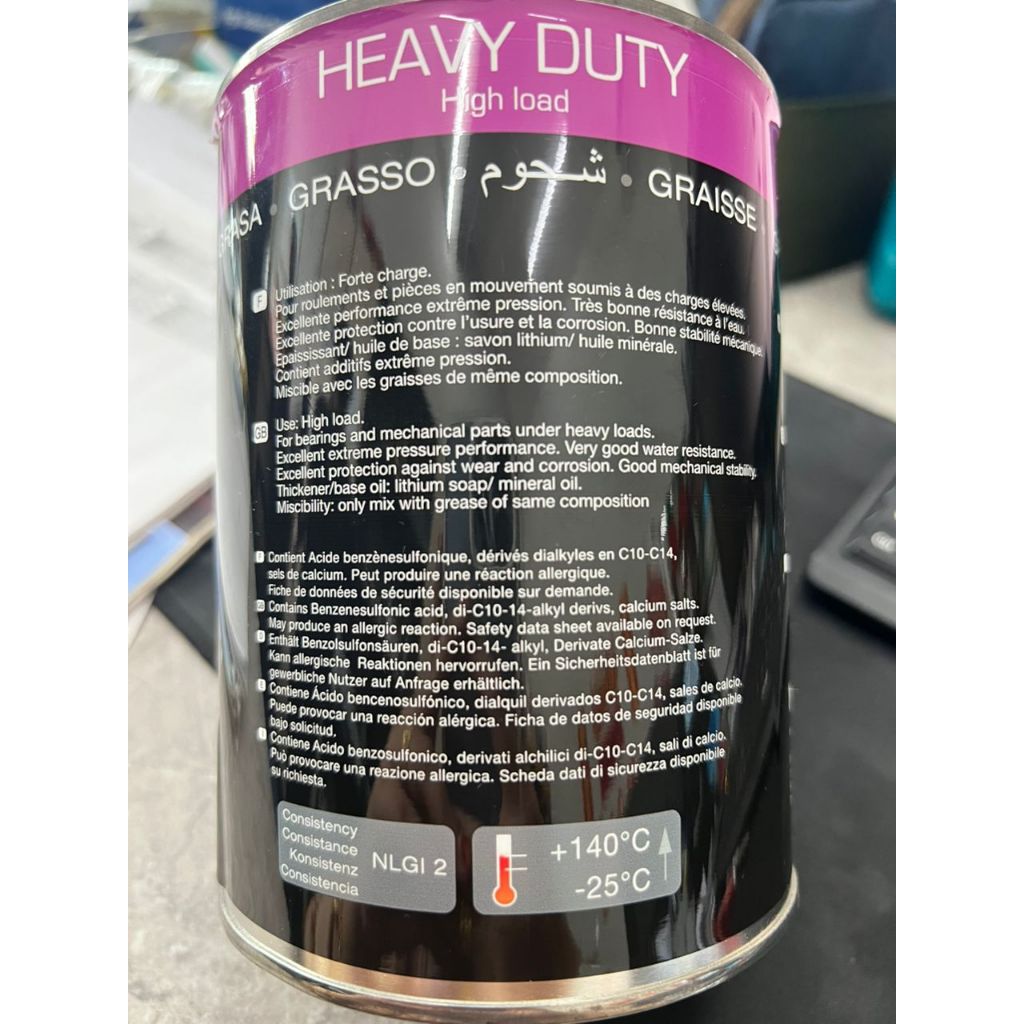 HEAVY DUTY
High load
GRASA • GRASSO • شحوم • GRAISSE
F Utilisation : Forte charge.
Pour roulements et pièces en mouvement soumis à des charges élevées.
Excellente performance extrême pression. Très bonne résistance à l'eau.
Excellente protection contre l'usure et la corrosion. Bonne stabilité mécanique.
Epaississant/ huile de base : savon lithium/ huile minérale.
Contient additifs extrême pression.
Miscible avec les graisses de même composition.
GB Use: High load.
For bearings and mechanical parts under heavy loads.
Excellent extreme pressure performance. Very good water resistance.
Excellent protection against wear and corrosion. Good mechanical stability.
Thickener/base oil: lithium soap/ mineral oil.
Miscibility: only mix with grease of same composition
F Contient Acide benzènesulfonique, dérivés dialkyles en C10-C14,
sels de calcium. Peut produire une réaction allergique.
Fiche de données de sécurité disponible sur demande.
Contains Benzenesulfonic acid, di-C10-14-alkyl derivs, calcium salts.
May produce an allergic reaction. Safety data sheet available on request.
D Enthält Benzolsulfonsäuren, di-C10-14- alkyl, Derivate Calcium-Salze.
Kann allergische Reaktionen hervorrufen. Ein Sicherheitsdatenblatt ist für
gewerbliche Nutzer auf Anfrage erhältlich.
Contiene Ácido bencenosulfónico, dialquil derivados C10-C14, sales de calcio.
Puede provocar una reacción alérgica. Ficha de datos de seguridad disponible
bajo solicitud.
Contiene Acido benzosulfonico, derivati alchilici di-C10-C14, sali di calcio.
Può provocare una reazione allergica. Scheda dati di sicurezza disponibile
su richiesta.
Consistency
Consistance
Konsistenz
Consistencia
NLGI 2
+140°C
-25°C